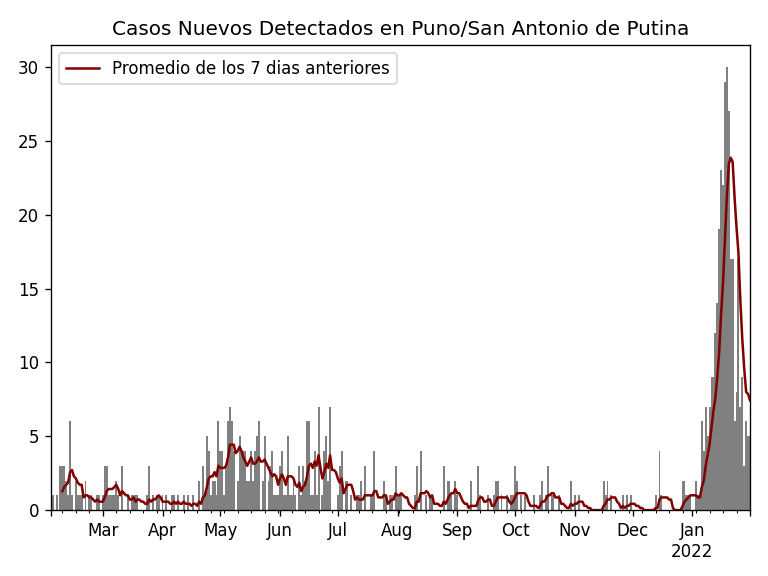 Casos Nuevos Detectados en Puno/San Antonio de Putina
Promedio de los 7 dias anteriores
30
25
20
15
10
5
0
Mar Apr May Jun Jul Aug Sep Oct Nov Dec Jan
2022